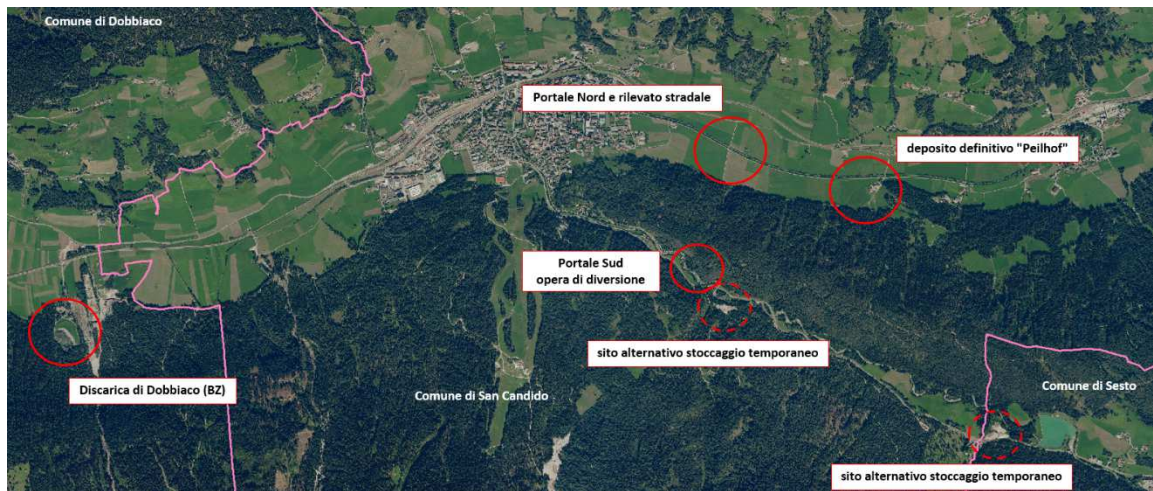 Comune di Dobbiaco
Portale Nord e rilevato stradale
deposito definitivo "Peilhof"
Portale Sud
opera di diversione
sito alternativo stoccaggio temporaneo
Discarica di Dobbiaco (BZ)
Comune di San Candido
Comune di Sesto
sito alternativo stoccaggio temporaneo